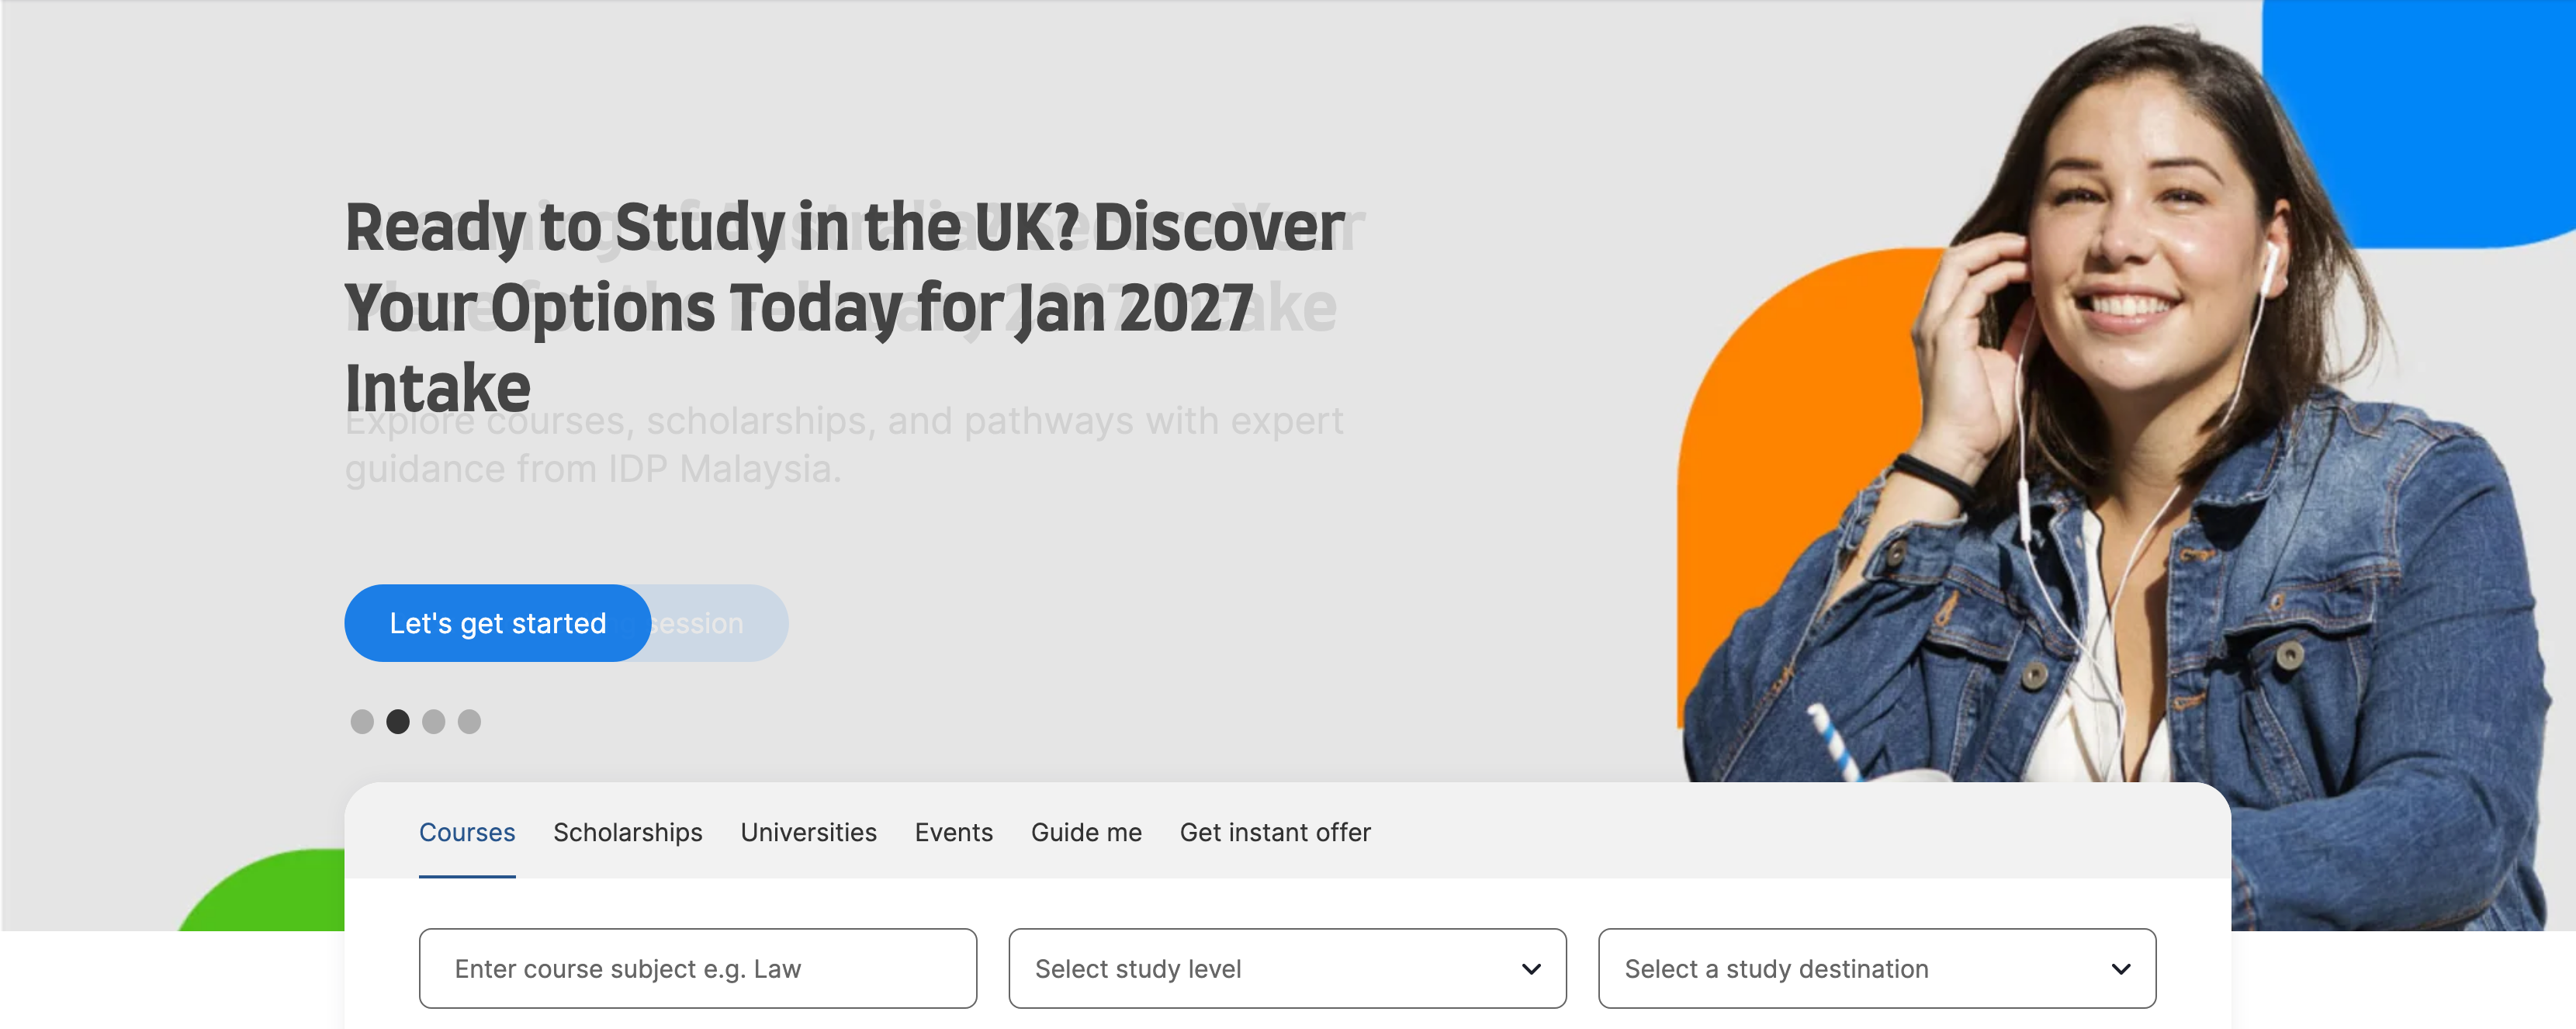 Ready to Study in the UK? Discover
Your Options Today for Jan 2027
Intake
Explore courses, scholarships, and pathways with expert
guidance from IDP Malaysia.
Let's get started
session
Courses Scholarships Universities Events Guide me Get instant offer
Enter course subject e.g. Law Select study level Select a study destination